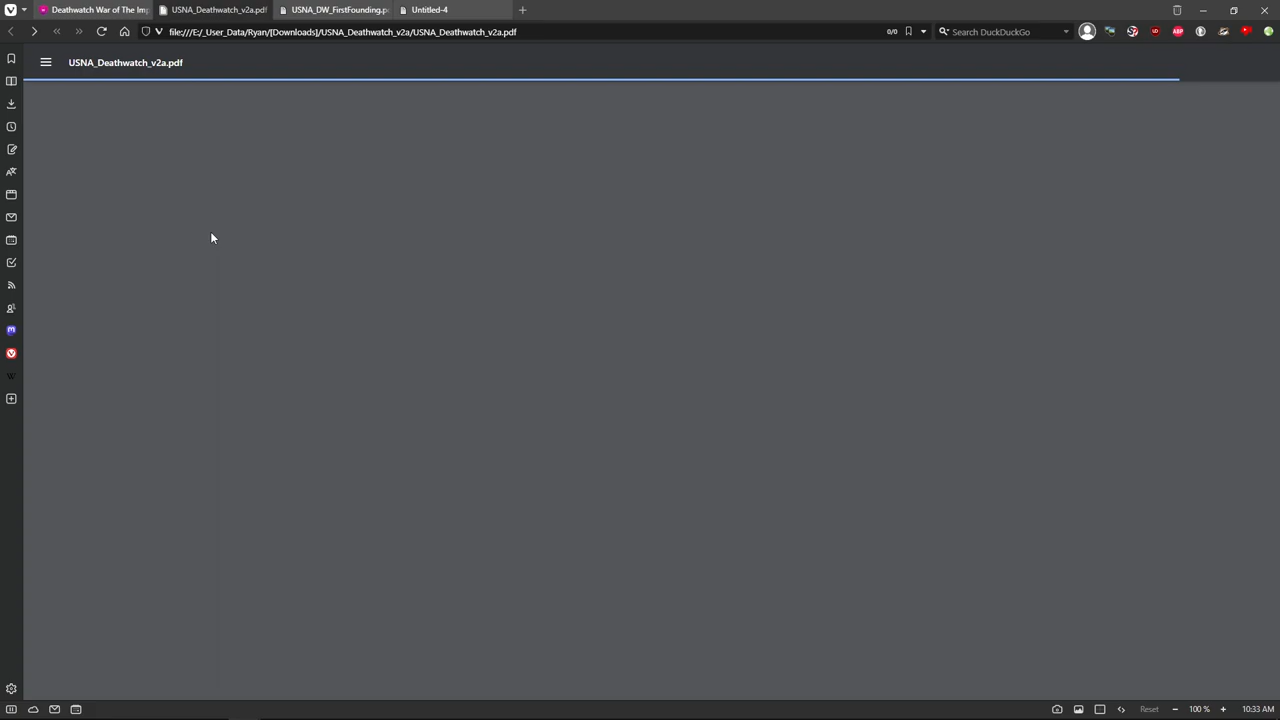 Deathwatch War of The Imp
USNA_Deathwatch_v2a.pdf
USNA_DW_FirstFounding.p
Untitled-4
file:///E:/_User_Data/Ryan/[Downloads]/USNA_Deathwatch_v2a/USNA_Deathwatch_v2a.pdf
0/0
Search DuckDuckGo
USNA_Deathwatch_v2a.pdf
Reset
100 %
10:33 AM